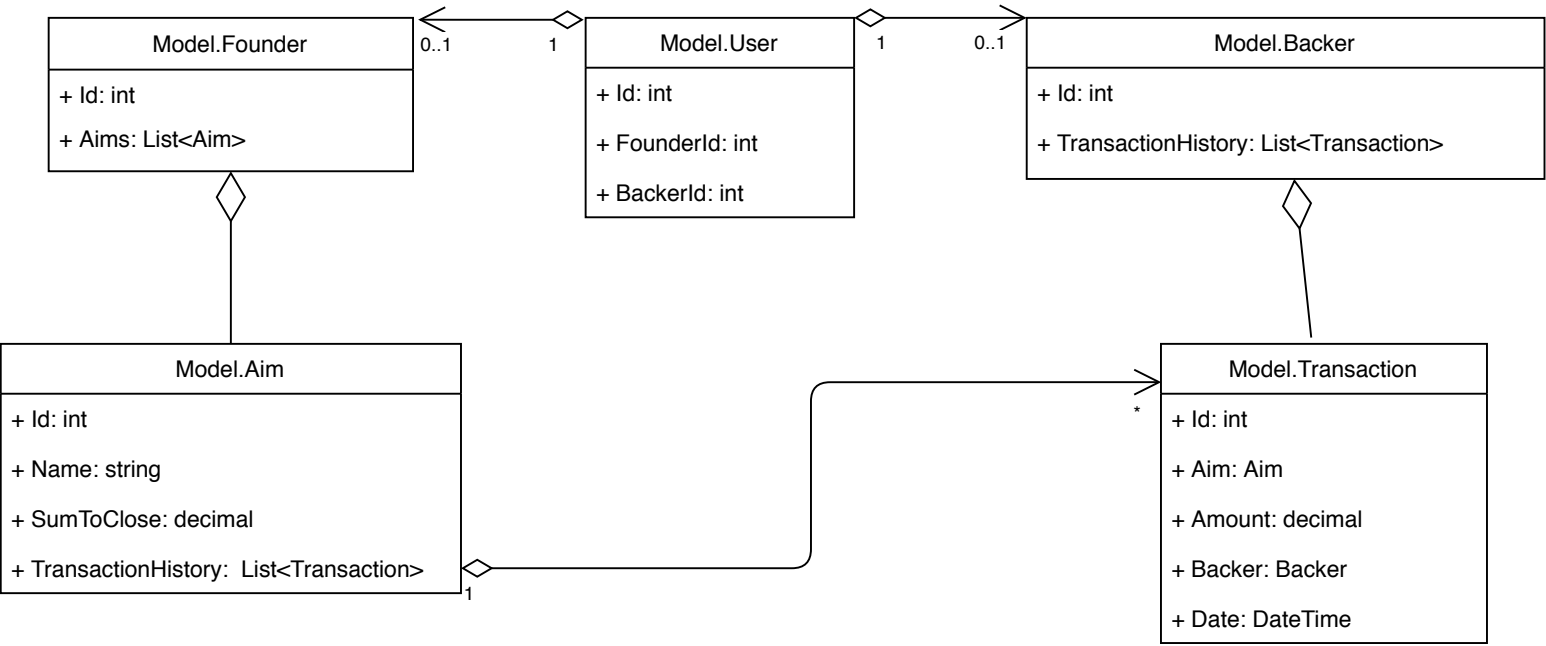 Model.Founder
+ Id: int
+ Aims: List<Aim>
0..1
1
Model.User
+ Id: int
+ FounderId: int
+ BackerId: int
1
0..1
Model.Backer
+ Id: int
+ TransactionHistory: List<Transaction>
Model.Aim
+ Id: int
+ Name: string
+ SumToClose: decimal
+ TransactionHistory:  List<Transaction>
1
*
Model.Transaction
+ Id: int
+ Aim: Aim
+ Amount: decimal
+ Backer: Backer
+ Date: DateTime